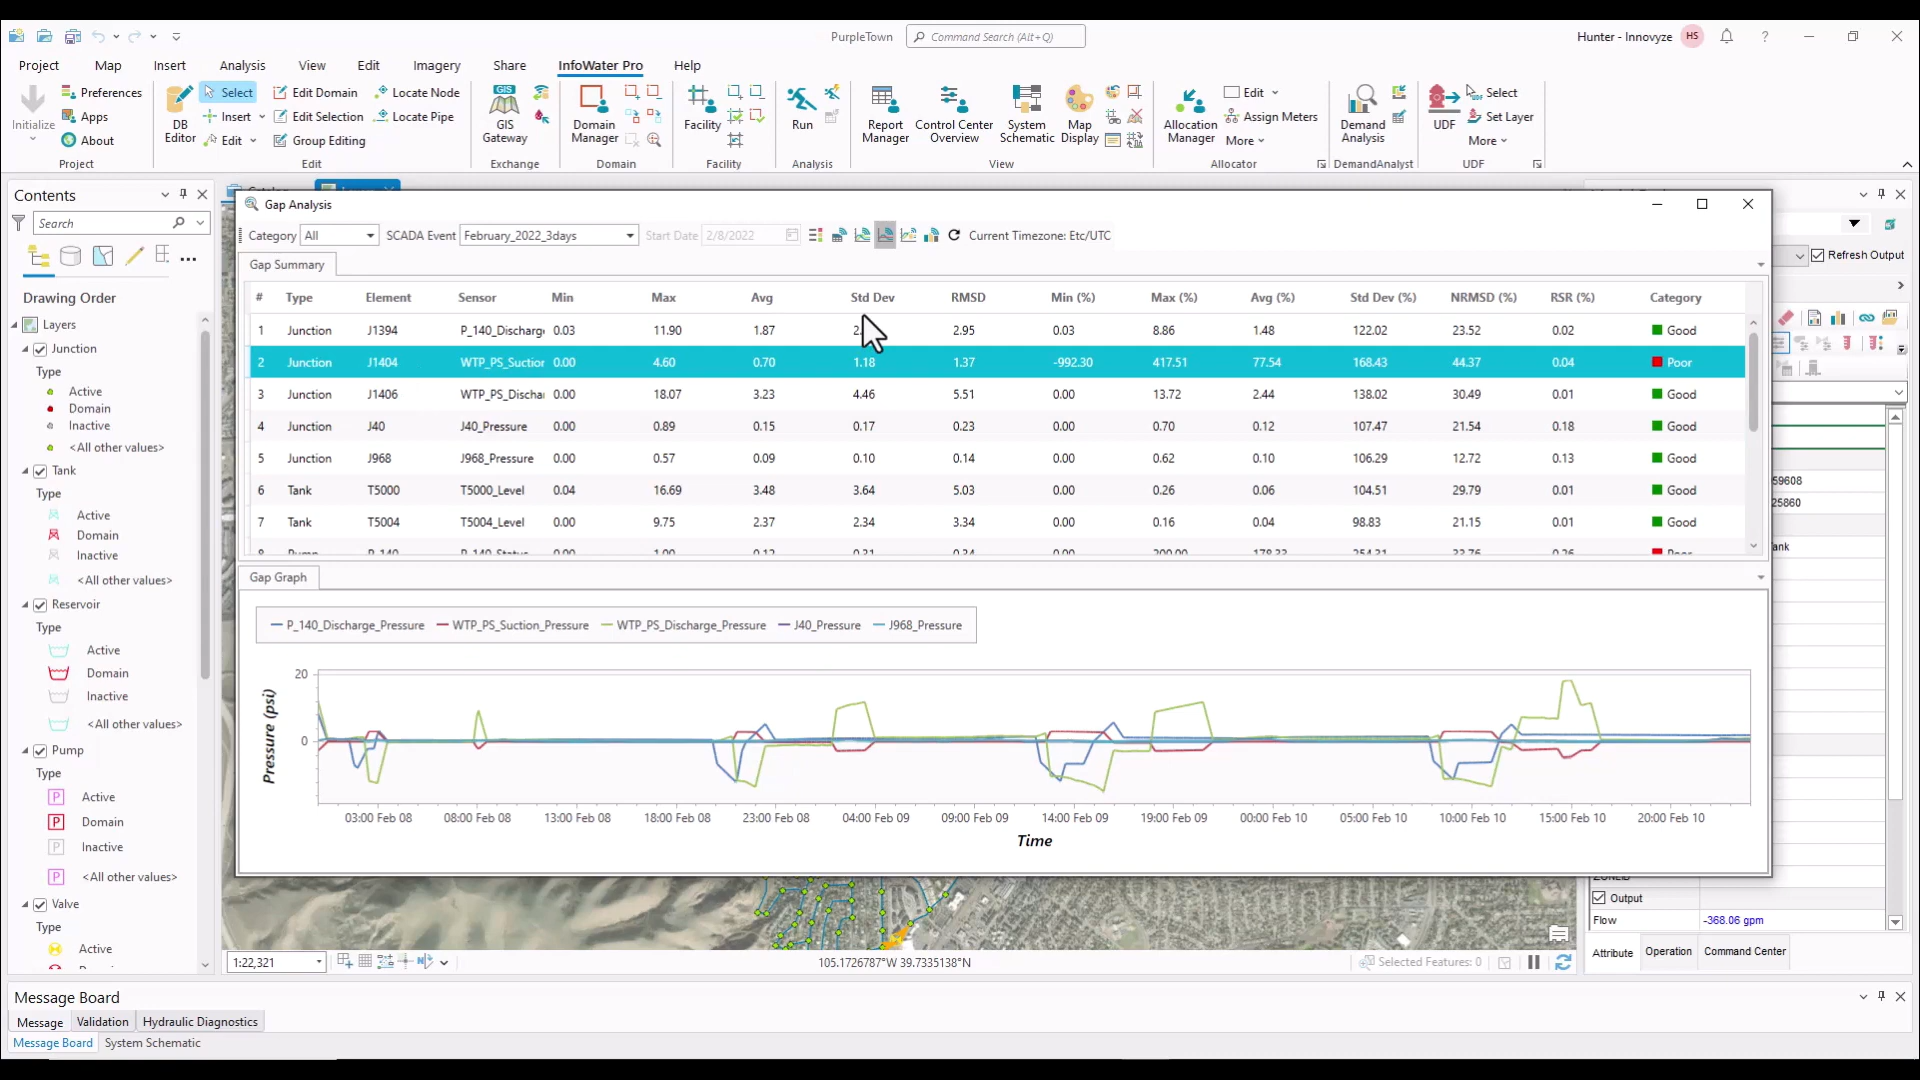 PurpleTown
Command Search (Alt+Q)
Hunter - Innovyze
HS
Project Map Insert Analysis View Edit Imagery Share InfoWater Pro Help
Initialize
Preferences
Apps
About
Project
DB Editor
Select
Insert
Edit
Edit Domain
Edit Selection
Group Editing
Locate Node
Locate Pipe
Edit
GIS Gateway
Exchange
Domain Manager
Domain
Facility
Facility
Run
Analysis
Report Manager
Control Center Overview
System Schematic
Map Display
View
Allocation Manager
Edit
Assign Meters
More
Allocator
Demand Analysis
DemandAnalyst
UDF
Select
Set Layer
More
UDF
Contents
Search
Drawing Order
Layers
Junction
Type
Active
Domain
Inactive
<All other values>
Tank
Type
Active
Domain
Inactive
<All other values>
Reservoir
Type
Active
Domain
Inactive
<All other values>
Pump
Type
Active
Domain
Inactive
<All other values>
Valve
Type
Active
Gap Analysis
Category All SCADA Event February_2022_3days Start Date 2/8/2022 Current Timezone: Etc/UTC
Gap Summary
# Type Element Sensor Min Max Avg Std Dev RMSD Min (%) Max (%) Avg (%) Std Dev (%) NRMSD (%) RSR (%) Category
1 Junction J1394 P_140_Discharg 0.03 11.90 1.87 2. 2.95 0.03 8.86 1.48 122.02 23.52 0.02 Good
2 Junction J1404 WTP_PS_Suction 0.00 4.60 0.70 1.18 1.37 -992.30 417.51 77.54 168.43 44.37 0.04 Poor
3 Junction J1406 WTP_PS_Discha 0.00 18.07 3.23 4.46 5.51 0.00 13.72 2.44 138.02 30.49 0.01 Good
4 Junction J40 J40_Pressure 0.00 0.89 0.15 0.17 0.23 0.00 0.70 0.12 107.47 21.54 0.18 Good
5 Junction J968 J968_Pressure 0.00 0.57 0.09 0.10 0.14 0.00 0.62 0.10 106.29 12.72 0.13 Good
6 Tank T5000 T5000_Level 0.04 16.69 3.48 3.64 5.03 0.00 0.26 0.06 104.51 29.79 0.01 Good
7 Tank T5004 T5004_Level 0.00 9.75 2.37 2.34 3.34 0.00 0.16 0.04 98.83 21.15 0.01 Good
Gap Graph
P_140_Discharge_Pressure WTP_PS_Suction_Pressure WTP_PS_Discharge_Pressure J40_Pressure J968_Pressure
Pressure (psi)
20
0
03:00 Feb 08 08:00 Feb 08 13:00 Feb 08 18:00 Feb 08 23:00 Feb 08 04:00 Feb 09 09:00 Feb 09 14:00 Feb 09 19:00 Feb 09 00:00 Feb 10 05:00 Feb 10 10:00 Feb 10 15:00 Feb 10 20:00 Feb 10
Time
Refresh Output
59608
25860
ank
Output
Flow -368.06 gpm
Attribute Operation Command Center
1:22,321
105.1726787°W 39.7335138°N
Selected Features: 0
Message Board
Message Validation Hydraulic Diagnostics
Message Board System Schematic